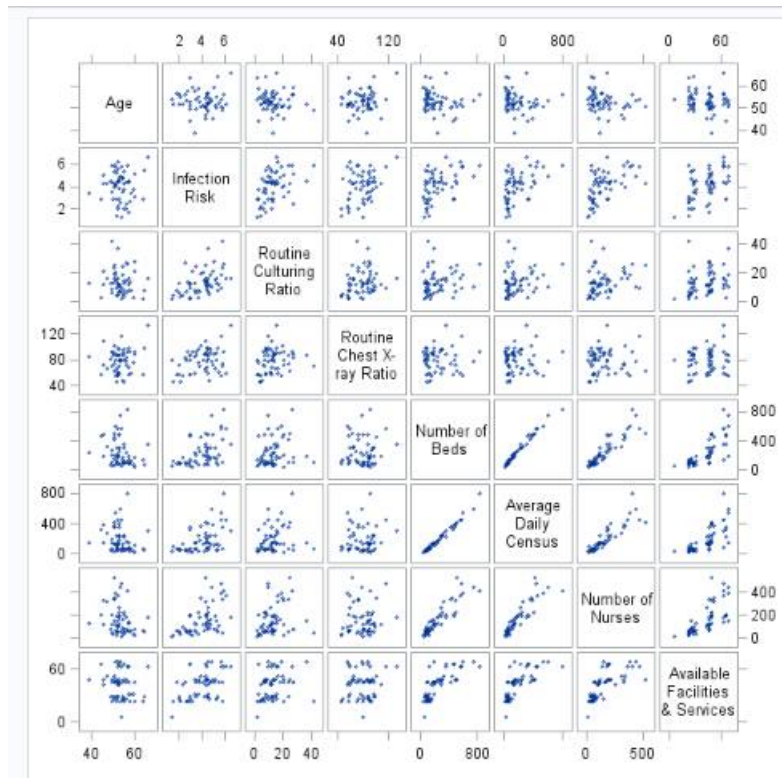 2 4 6 40 120 0 800 0 60
Age
60
50
40
6
4
2
Infection
Risk
Routine
Culturing
Ratio
40
20
0
120
80
40
Routine
Chest X-
ray Ratio
Number of
Beds
800
400
0
800
400
0
Average
Daily
Census
Number of
Nurses
400
200
0
60
0
Available
Facilities
& Services
40 60 0 20 40 0 800 0 500